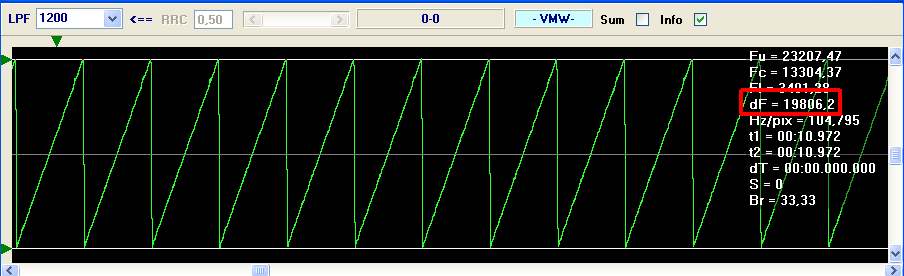 LPF 1200 <== RRC 0,50 0-0 - VMW- Sum Info
Fu = 23207,47
Fc = 13304,37
Fl = 3401,28
dF = 19806,2
Hz/pix = 104,795
t1 = 00:10.972
t2 = 00:10.972
dT = 00:00.000.000
S = 0
Br = 33,33